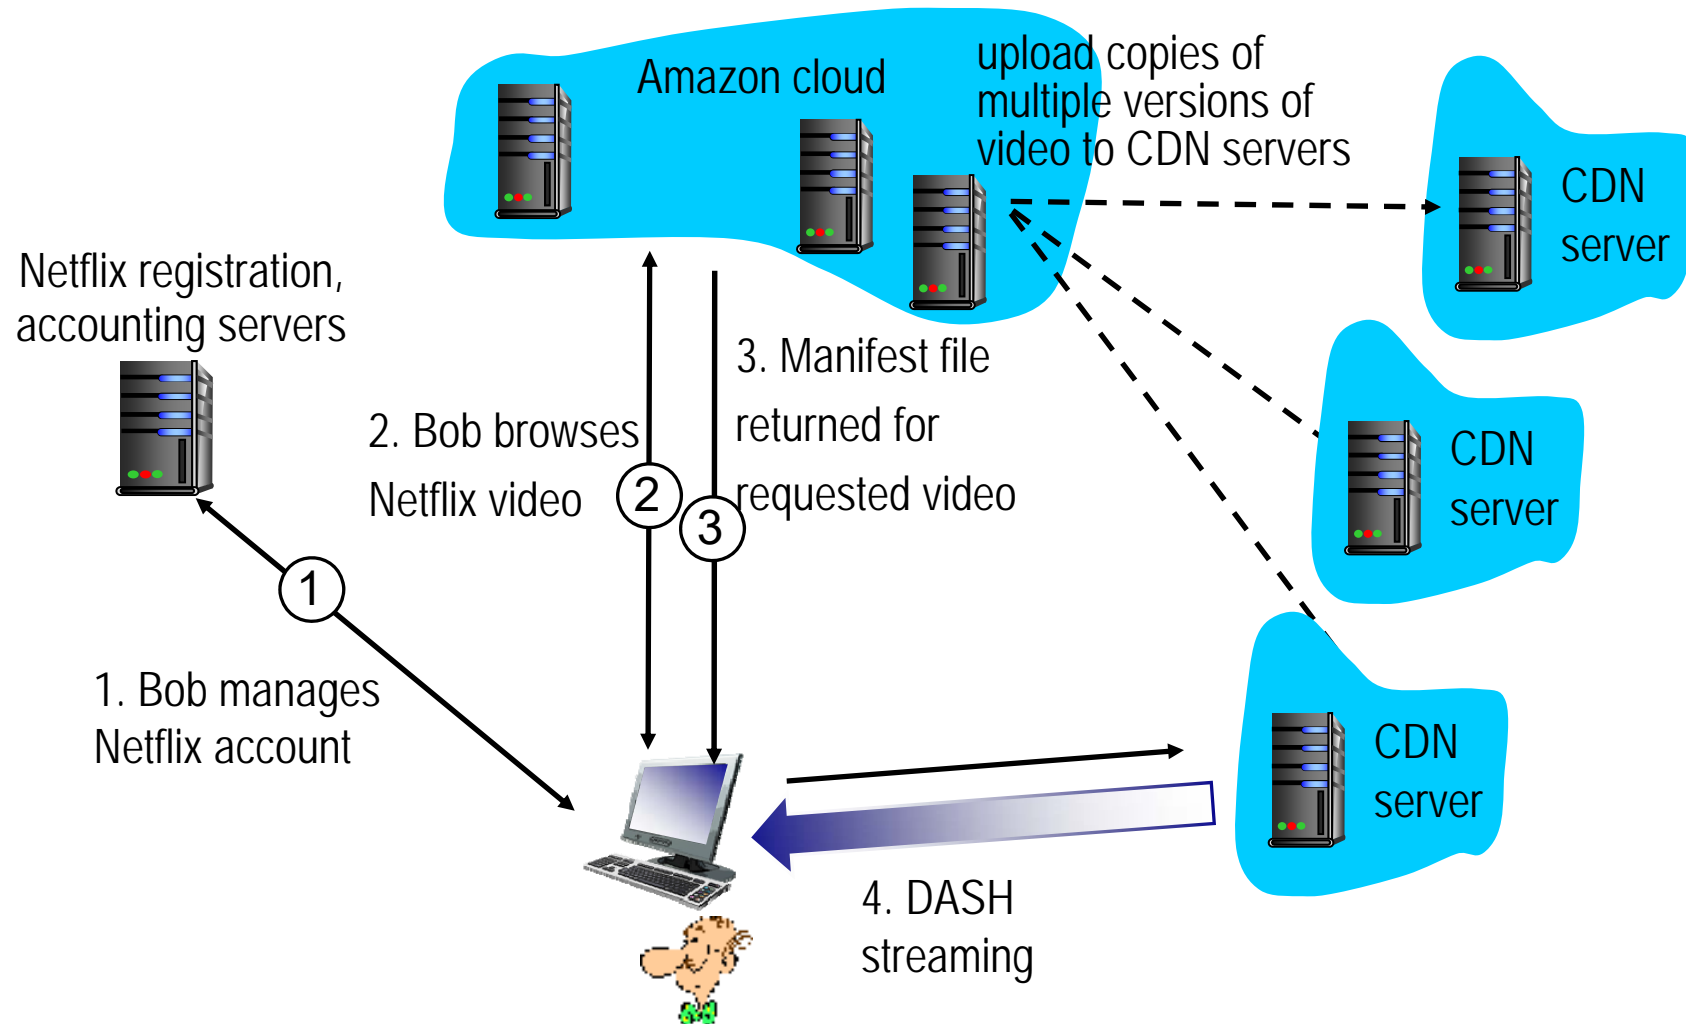 Amazon cloud
upload copies of
multiple versions of
video to CDN servers
CDN
server
Netflix registration,
accounting servers
3. Manifest file
returned for
requested video
2. Bob browses
Netflix video
2
3
CDN
server
1
1. Bob manages
Netflix account
CDN
server
4. DASH
streaming